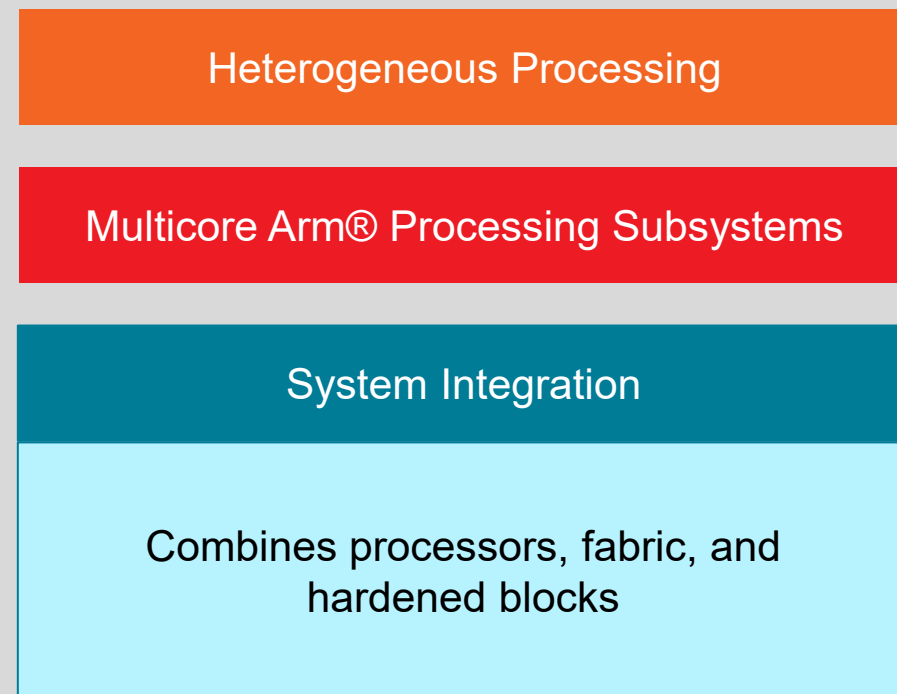 Heterogeneous Processing
Multicore Arm® Processing Subsystems
System Integration
Combines processors, fabric, and
hardened blocks